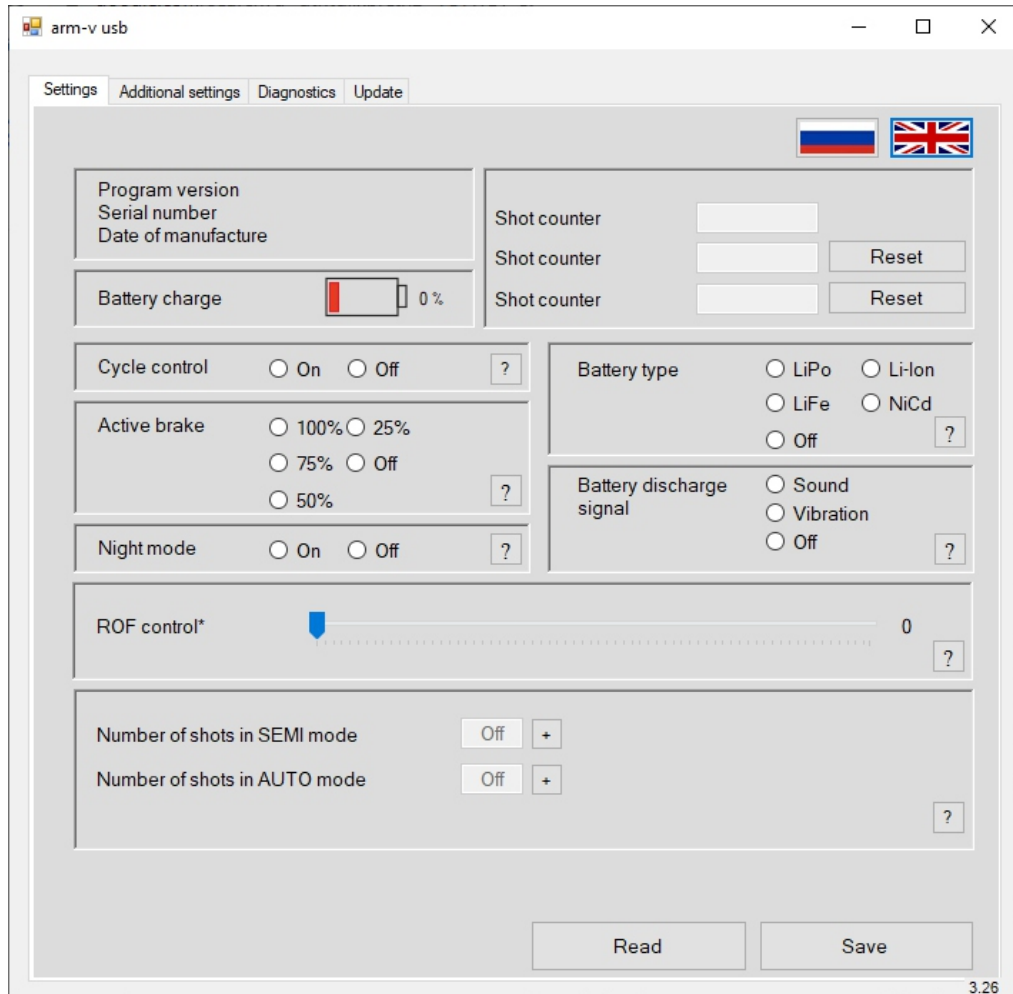 arm-v usb
Settings
Additional settings
Diagnostics
Update
Program version
Serial number
Date of manufacture
Shot counter
Shot counter
Reset
Shot counter
Reset
Battery charge
0 %
Cycle control
On
Off
?
Battery type
LiPo
Li-Ion
LiFe
NiCd
Off
?
Active brake
100%
25%
75%
Off
50%
?
Battery discharge
signal
Sound
Vibration
Off
?
Night mode
On
Off
?
ROF control*
0
?
Number of shots in SEMI mode
Off
+
Number of shots in AUTO mode
Off
+
?
Read
Save
3.26